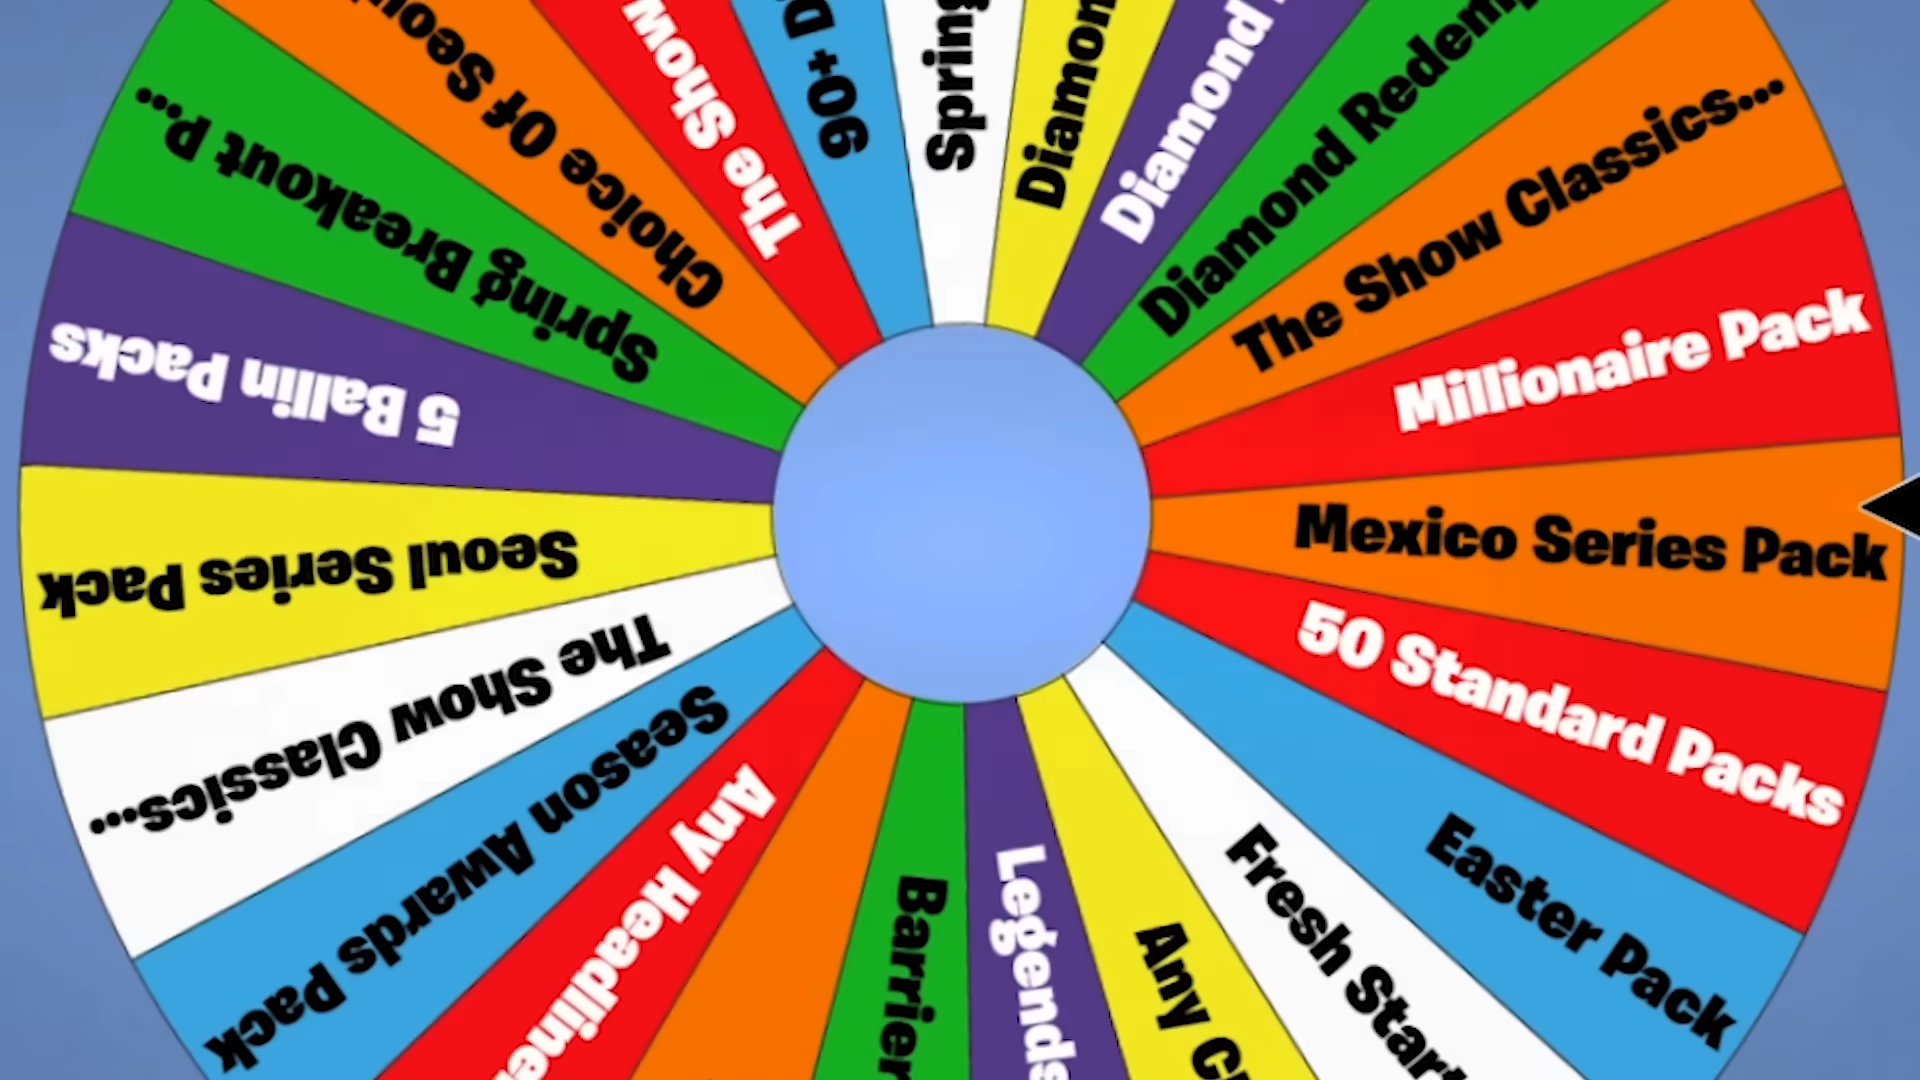 Spring
Diamon
Diamond
Diamond Redemp
The Show Classics...
Millionaire Pack
Mexico Series Pack
50 Standard Packs
Easter Pack
Fresh Start
Any
Legends
Barrier
Any Headline
Season Awards Pack
The Show Classics...
Seoul Series Pack
5 Ballin Packs
Spring Breakout P...
Choice Of Seou
The Show
90+ D